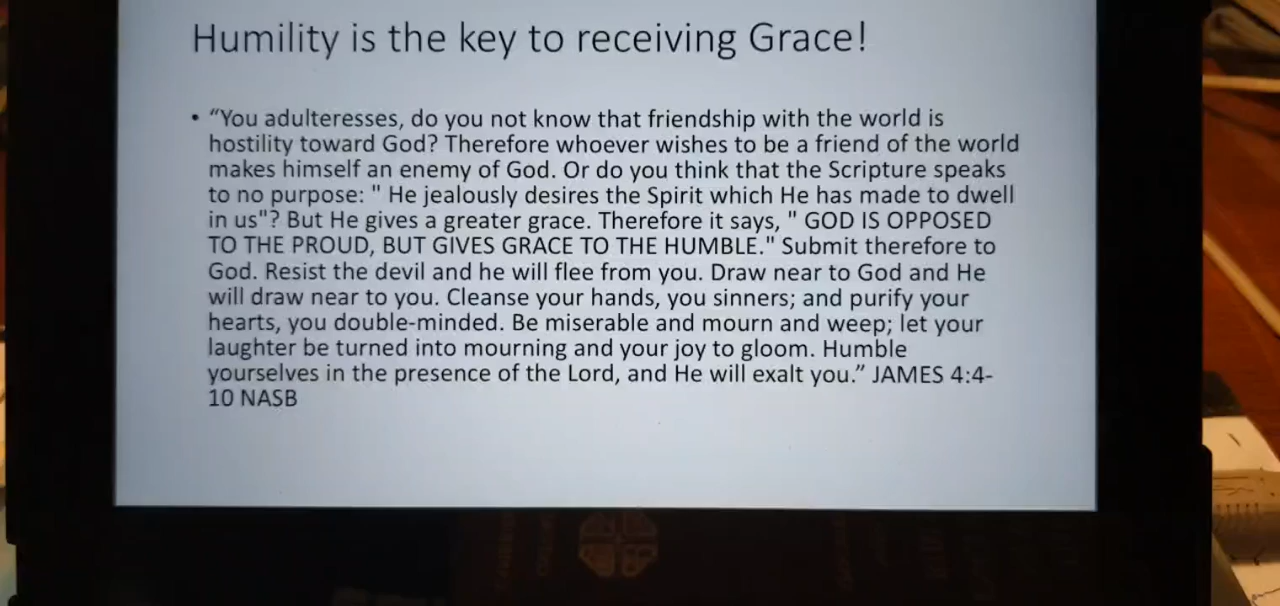 Humility is the key to receiving Grace!
• “You adulteresses, do you not know that friendship with the world is
hostility toward God? Therefore whoever wishes to be a friend of the world
makes himself an enemy of God. Or do you think that the Scripture speaks
to no purpose: " He jealously desires the Spirit which He has made to dwell
in us"? But He gives a greater grace. Therefore it says, " GOD IS OPPOSED
TO THE PROUD, BUT GIVES GRACE TO THE HUMBLE." Submit therefore to
God. Resist the devil and he will flee from you. Draw near to God and He
will draw near to you. Cleanse your hands, you sinners; and purify your
hearts, you double-minded. Be miserable and mourn and weep; let your
laughter be turned into mourning and your joy to gloom. Humble
yourselves in the presence of the Lord, and He will exalt you.” JAMES 4:4-
10 NASB